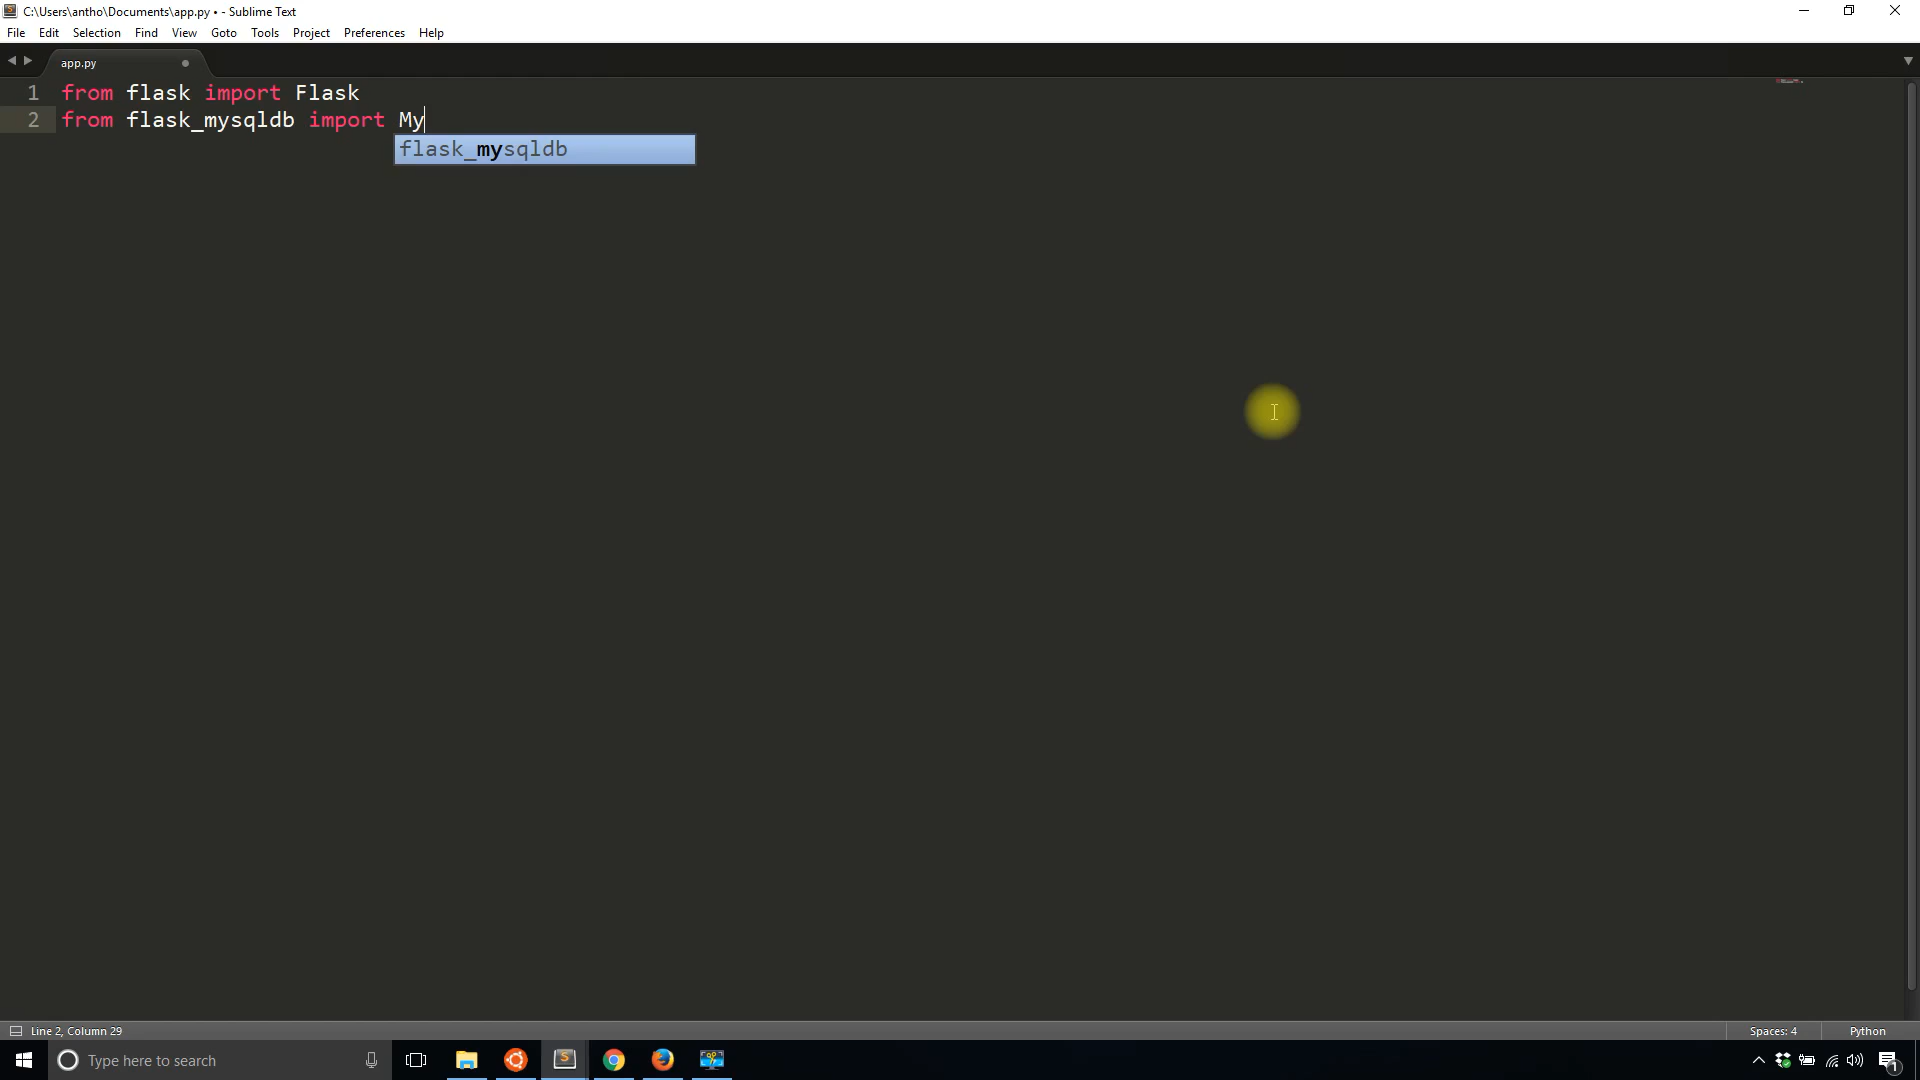 C:\Users\antho\Documents\app.py • - Sublime Text
File Edit Selection Find View Goto Tools Project Preferences Help
app.py
1 from flask import Flask
2 from flask_mysqldb import My
flask_mysqldb
Line 2, Column 29 Spaces: 4 Python
Type here to search 1